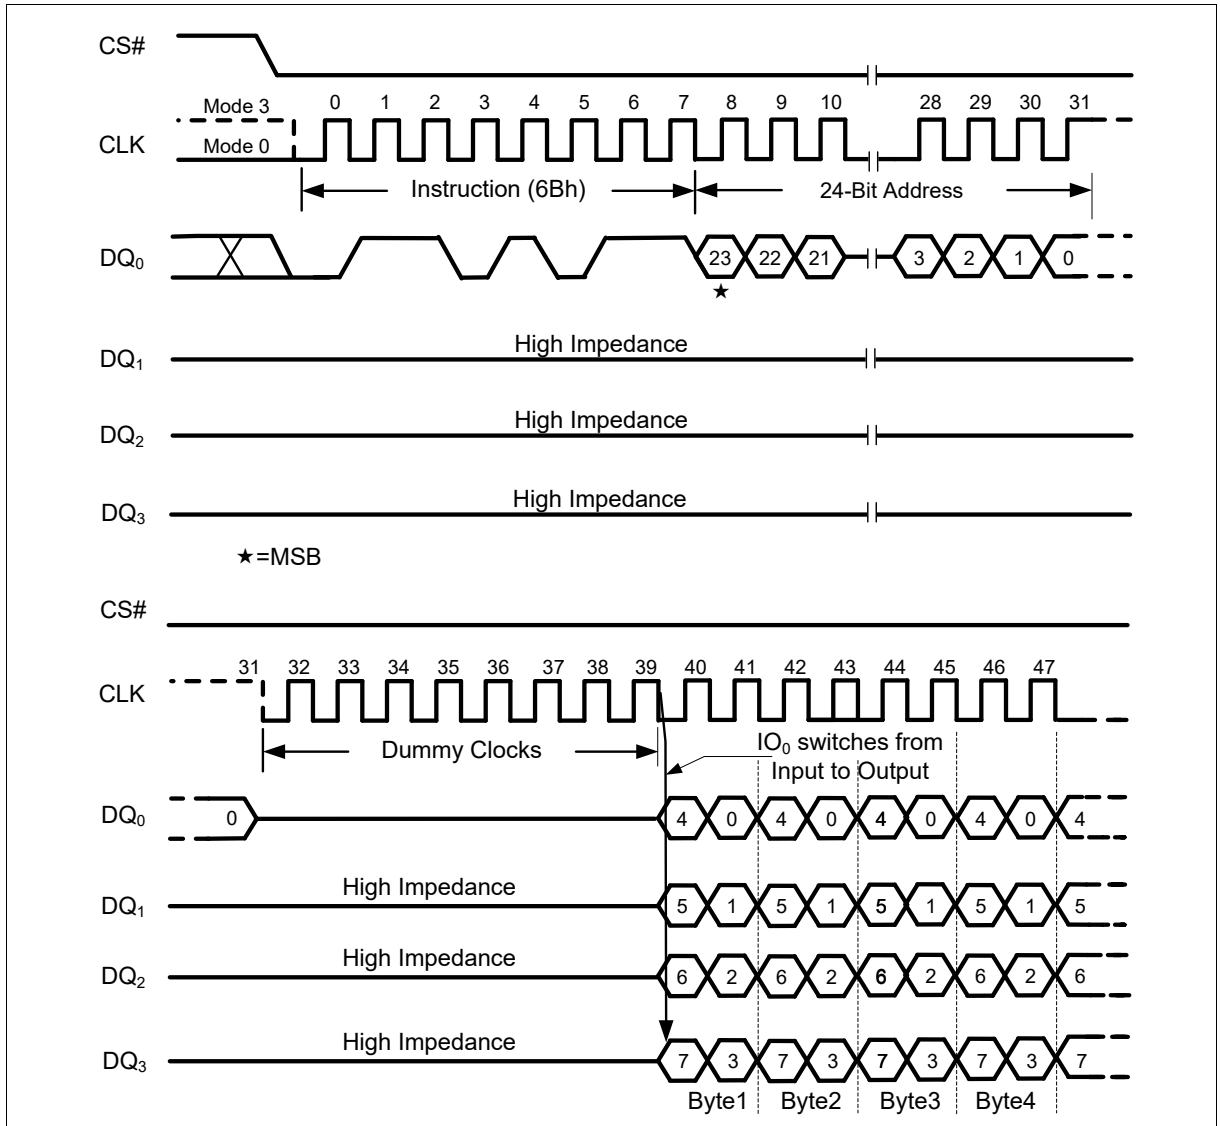 CS#
Mode 3
0 1 2 3 4 5 6 7 8 9 10 28 29 30 31
CLK
Mode 0
Instruction (6Bh)
24-Bit Address
DQ0
23 22 21 3 2 1 0
★
High Impedance
DQ1
High Impedance
DQ2
High Impedance
DQ3
★=MSB
CS#
31 32 33 34 35 36 37 38 39 40 41 42 43 44 45 46 47
CLK
Dummy Clocks
IO0 switches from
Input to Output
DQ0
0 4 0 4 0 4 0 4 0 4
High Impedance
DQ1
5 1 5 1 5 1 5 1 5
High Impedance
DQ2
6 2 6 2 6 2 6 2 6
High Impedance
DQ3
7 3 7 3 7 3 7 3 7
Byte1 Byte2 Byte3 Byte4